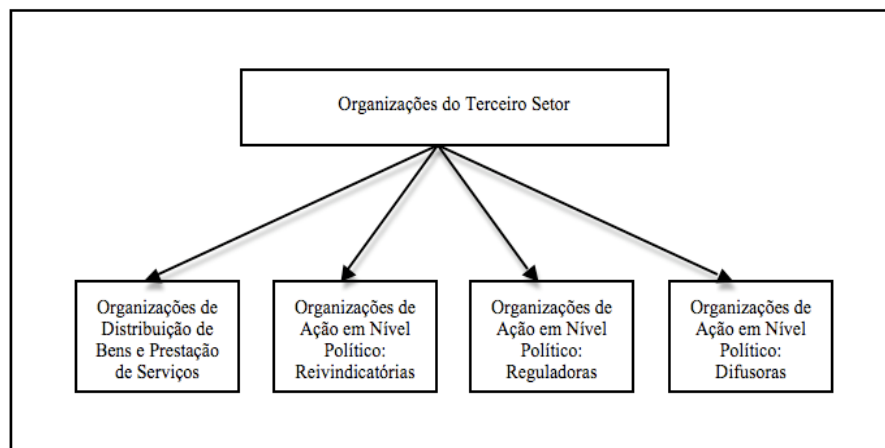 Organizações do Terceiro Setor
Organizações de
Distribuição de
Bens e Prestação
de Serviços
Organizações de
Ação em Nível
Político:
Reivindicatórias
Organizações de
Ação em Nível
Político:
Reguladoras
Organizações de
Ação em Nível
Político:
Difusoras